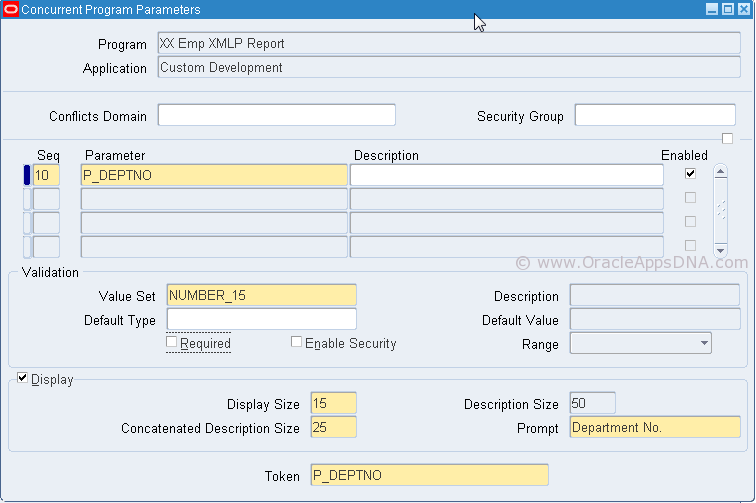 Concurrent Program Parameters
Program XX Emp XMLP Report
Application Custom Development
Conflicts Domain Security Group
Seq Parameter Description Enabled
10 P_DEPTNO
© www.OracleAppsDNA.com
Validation
Value Set NUMBER_15 Description
Default Type Default Value
Required Enable Security Range
Display
Display Size 15 Description Size 50
Concatenated Description Size 25 Prompt Department No.
Token P_DEPTNO